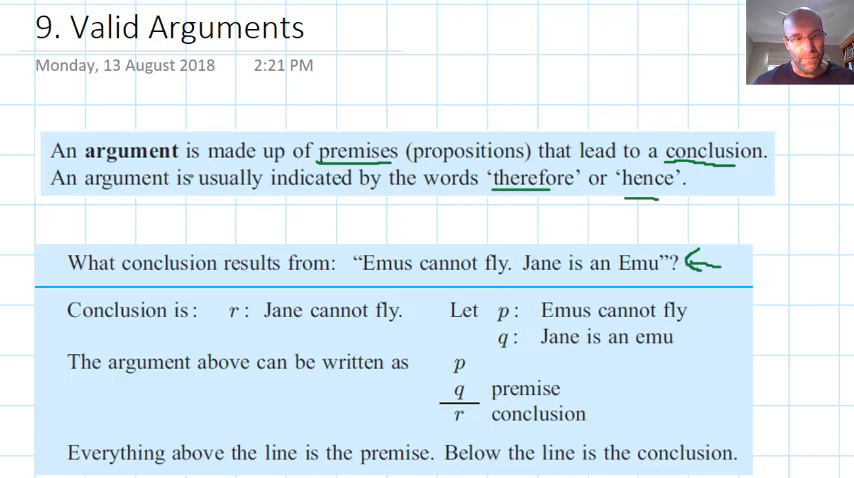 9. Valid Arguments
Monday, 13 August 2018 2:21 PM
An argument is made up of premises (propositions) that lead to a conclusion.
An argument is usually indicated by the words ‘therefore’ or ‘hence’.
What conclusion results from: “Emus cannot fly. Jane is an Emu”?
Conclusion is: r: Jane cannot fly. Let p: Emus cannot fly
q: Jane is an emu
The argument above can be written as p
q premise
r conclusion
Everything above the line is the premise. Below the line is the conclusion.